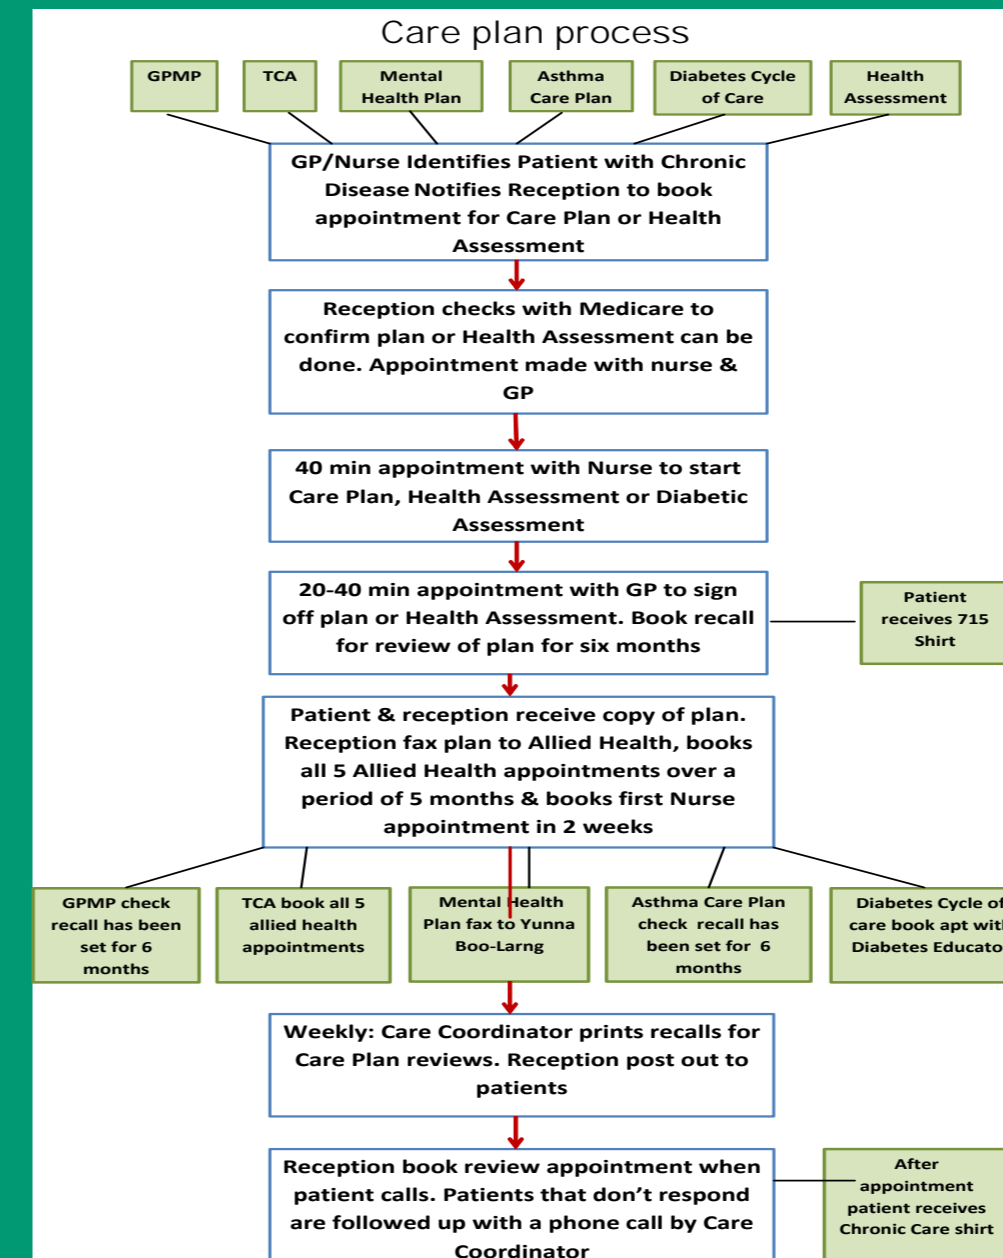 Care plan process
GPMP
TCA
Mental
Health Plan
Asthma
Care Plan
Diabetes Cycle
of Care
Health
Assessment
GP/Nurse Identifies Patient with Chronic
Disease Notifies Reception to book
appointment for Care Plan or Health
Assessment
Reception checks with Medicare to
confirm plan or Health Assessment can be
done. Appointment made with nurse &
GP
40 min appointment with Nurse to start
Care Plan, Health Assessment or Diabetic
Assessment
20-40 min appointment with GP to sign
off plan or Health Assessment. Book recall
for review of plan for six months
Patient
receives 715
Shirt
Patient & reception receive copy of plan.
Reception fax plan to Allied Health, books
all 5 Allied Health appointments over a
period of 5 months & books first Nurse
appointment in 2 weeks
GPMP check
recall has been
set for 6
months
TCA book all 5
allied health
appointments
Mental Health
Plan fax to Yunna
Boo-Larng
Asthma Care Plan
check recall has
been set for 6
months
Diabetes Cycle of
care book apt with
Diabetes Educato
Weekly: Care Coordinator prints recalls for
Care Plan reviews. Reception post out to
patients
Reception book review appointment when
patient calls. Patients that don't respond
are followed up with a phone call by Care
Coordinator
After
appointment
patient receives
Chronic Care shirt